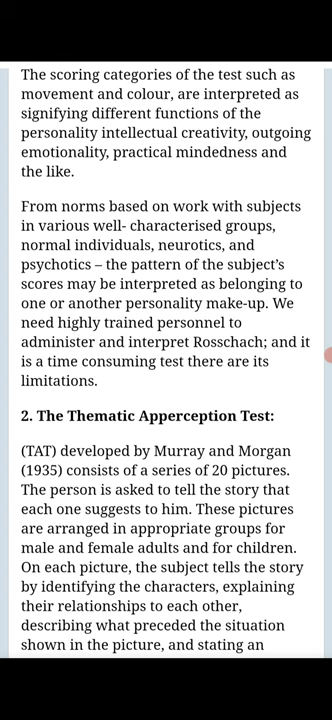 The scoring categories of the test such as
movement and colour, are interpreted as
signifying different functions of the
personality intellectual creativity, outgoing
emotionality, practical mindedness and
the like.
From norms based on work with subjects
in various well- characterised groups,
normal individuals, neurotics, and
psychotics – the pattern of the subject’s
scores may be interpreted as belonging to
one or another personality make-up. We
need highly trained personnel to
administer and interpret Rosschach; and it
is a time consuming test there are its
limitations.
2. The Thematic Apperception Test:
(TAT) developed by Murray and Morgan
(1935) consists of a series of 20 pictures.
The person is asked to tell the story that
each one suggests to him. These pictures
are arranged in appropriate groups for
male and female adults and for children.
On each picture, the subject tells the story
by identifying the characters, explaining
their relationships to each other,
describing what preceded the situation
shown in the picture, and stating an